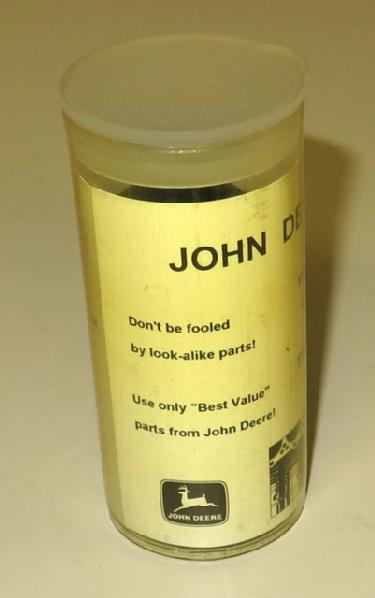 JOHN DE
Don't be fooled
by look-alike parts!
Use only "Best Value"
parts from John Deere!
JOHN DEERE